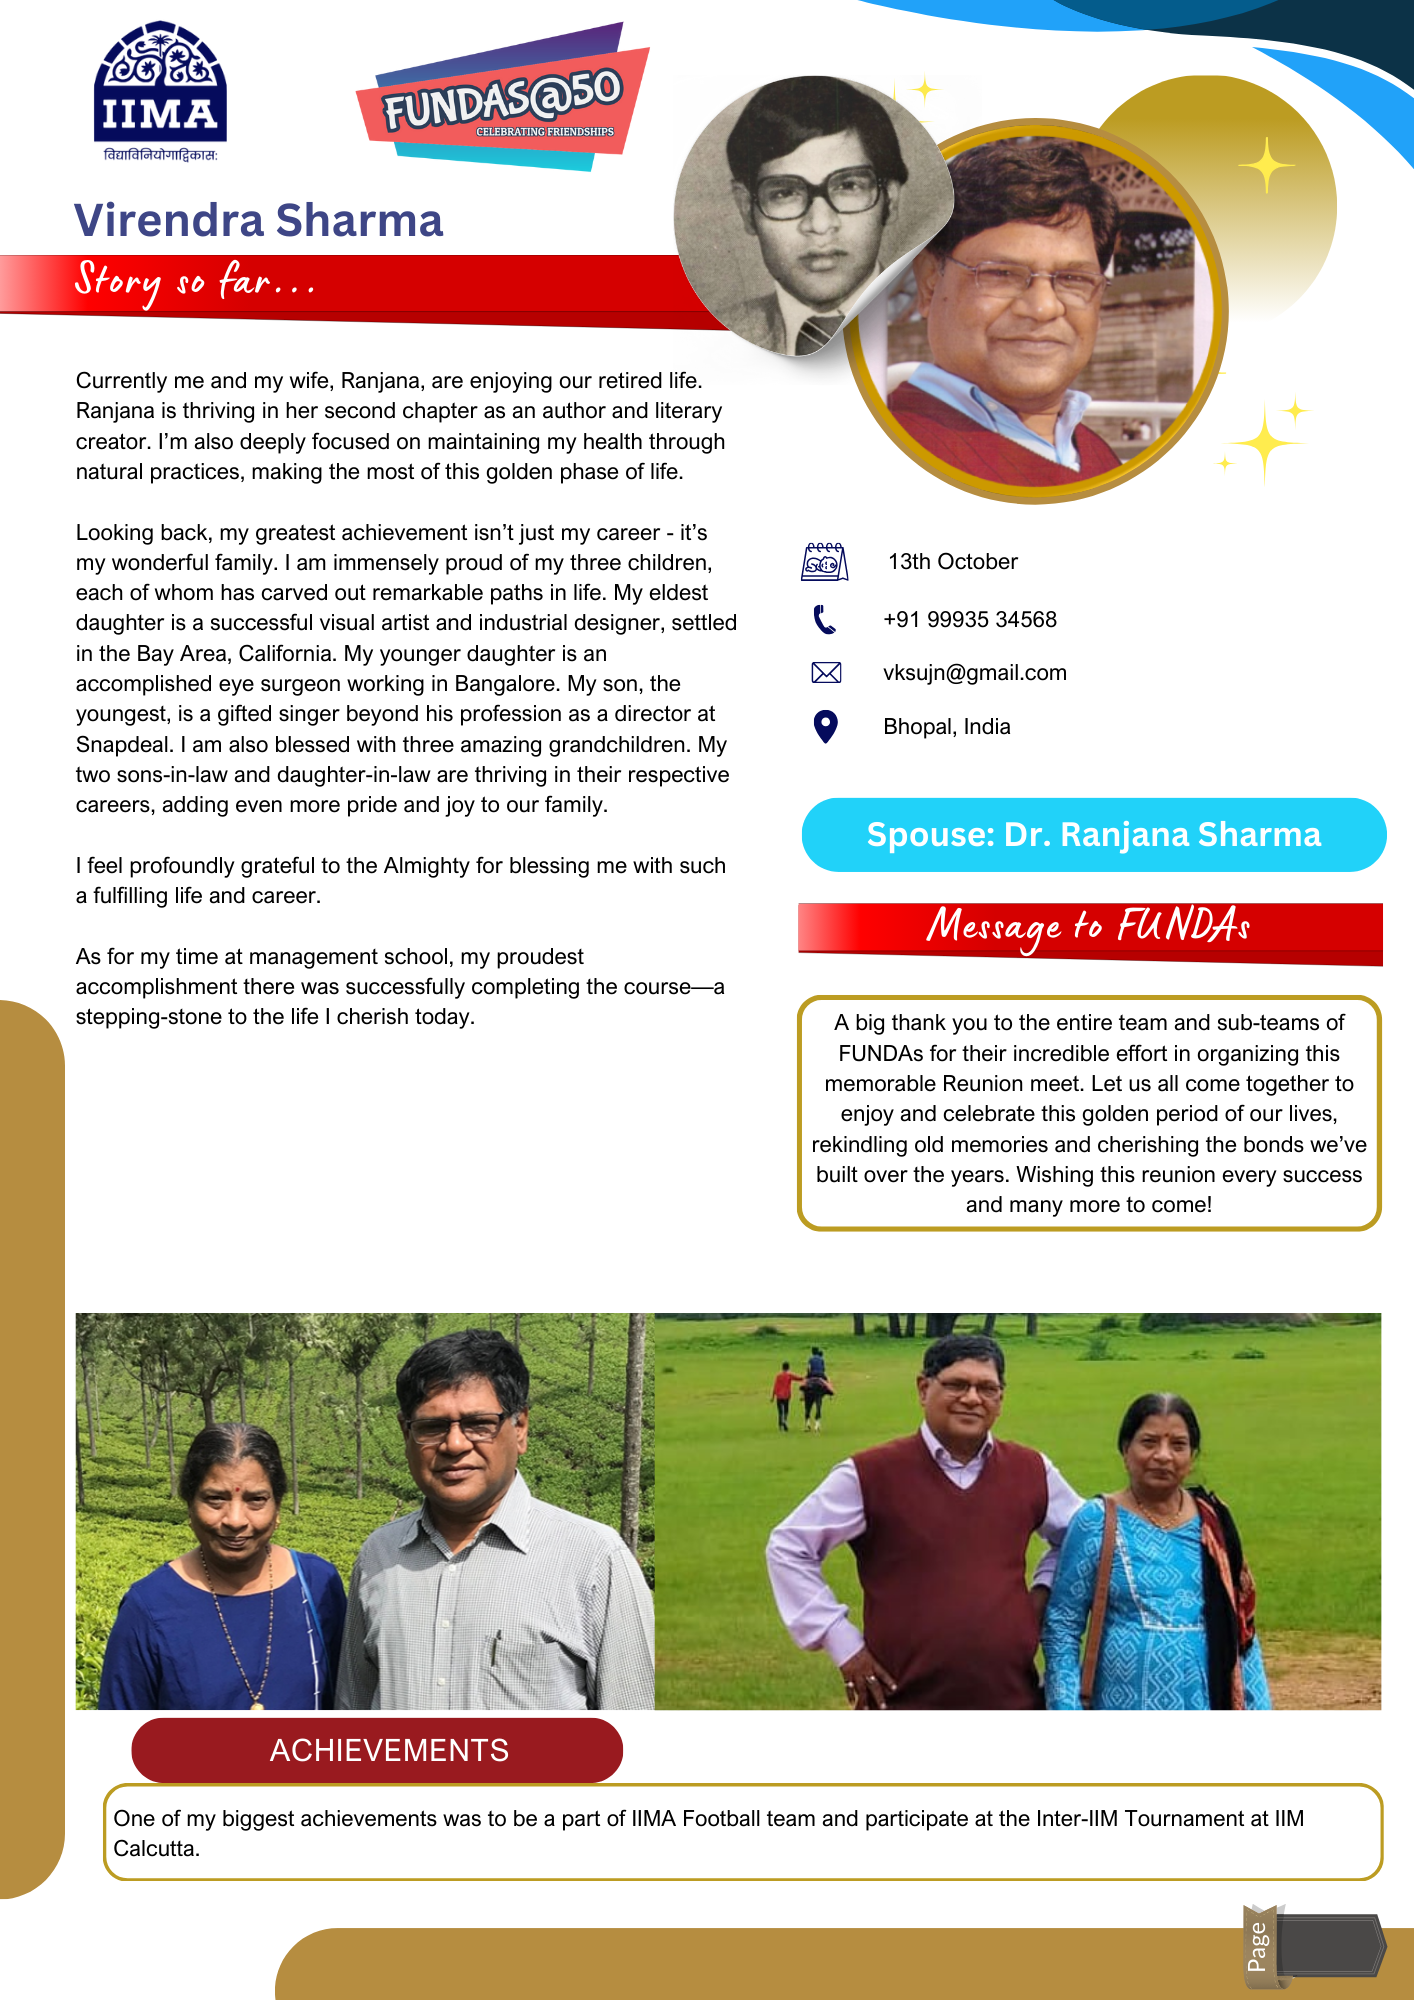 IIMA
विद्याविनियोगाद्विकास:
FUNDAS@50
CELEBRATING FRIENDSHIPS
Virendra Sharma
Story so far...
Currently me and my wife, Ranjana, are enjoying our retired life.
Ranjana is thriving in her second chapter as an author and literary
creator. I’m also deeply focused on maintaining my health through
natural practices, making the most of this golden phase of life.
Looking back, my greatest achievement isn’t just my career - it’s
my wonderful family. I am immensely proud of my three children,
each of whom has carved out remarkable paths in life. My eldest
daughter is a successful visual artist and industrial designer, settled
in the Bay Area, California. My younger daughter is an
accomplished eye surgeon working in Bangalore. My son, the
youngest, is a gifted singer beyond his profession as a director at
Snapdeal. I am also blessed with three amazing grandchildren. My
two sons-in-law and daughter-in-law are thriving in their respective
careers, adding even more pride and joy to our family.
I feel profoundly grateful to the Almighty for blessing me with such
a fulfilling life and career.
As for my time at management school, my proudest
accomplishment there was successfully completing the course—a
stepping-stone to the life I cherish today.
13th October
+91 99935 34568
vksujn@gmail.com
Bhopal, India
Spouse: Dr. Ranjana Sharma
Message to FUNDAs
A big thank you to the entire team and sub-teams of
FUNDAs for their incredible effort in organizing this
memorable Reunion meet. Let us all come together to
enjoy and celebrate this golden period of our lives,
rekindling old memories and cherishing the bonds we’ve
built over the years. Wishing this reunion every success
and many more to come!
ACHIEVEMENTS
One of my biggest achievements was to be a part of IIMA Football team and participate at the Inter-IIM Tournament at IIM
Calcutta.
Page